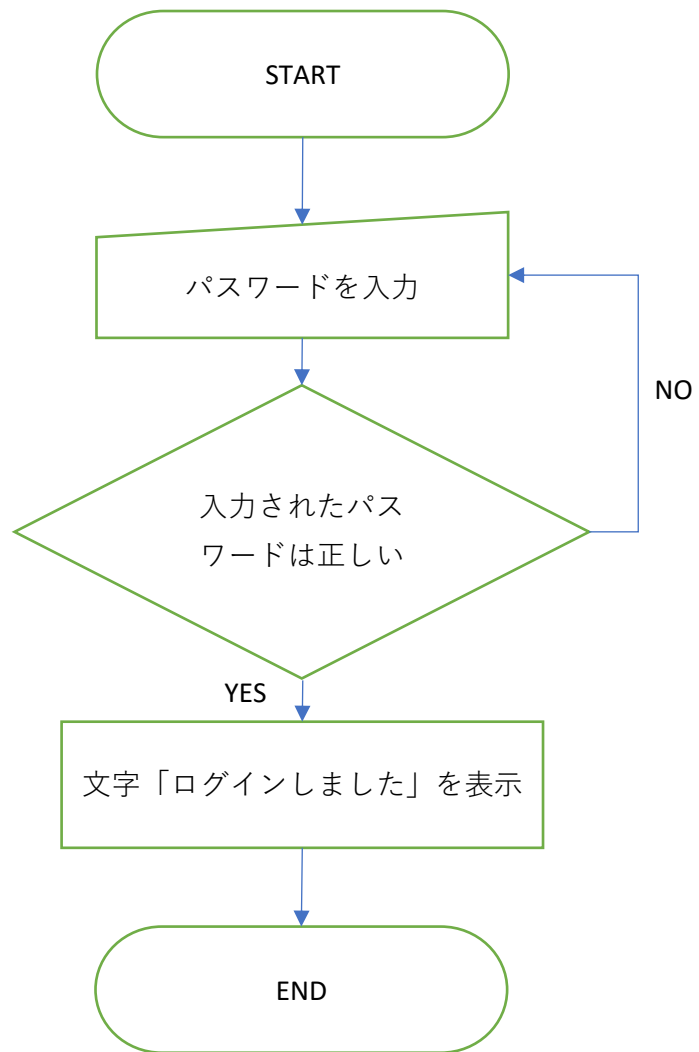 START
パスワードを入力
NO
入力されたパス
ワードは正しい
YES
文字「ログインしました」を表示
END